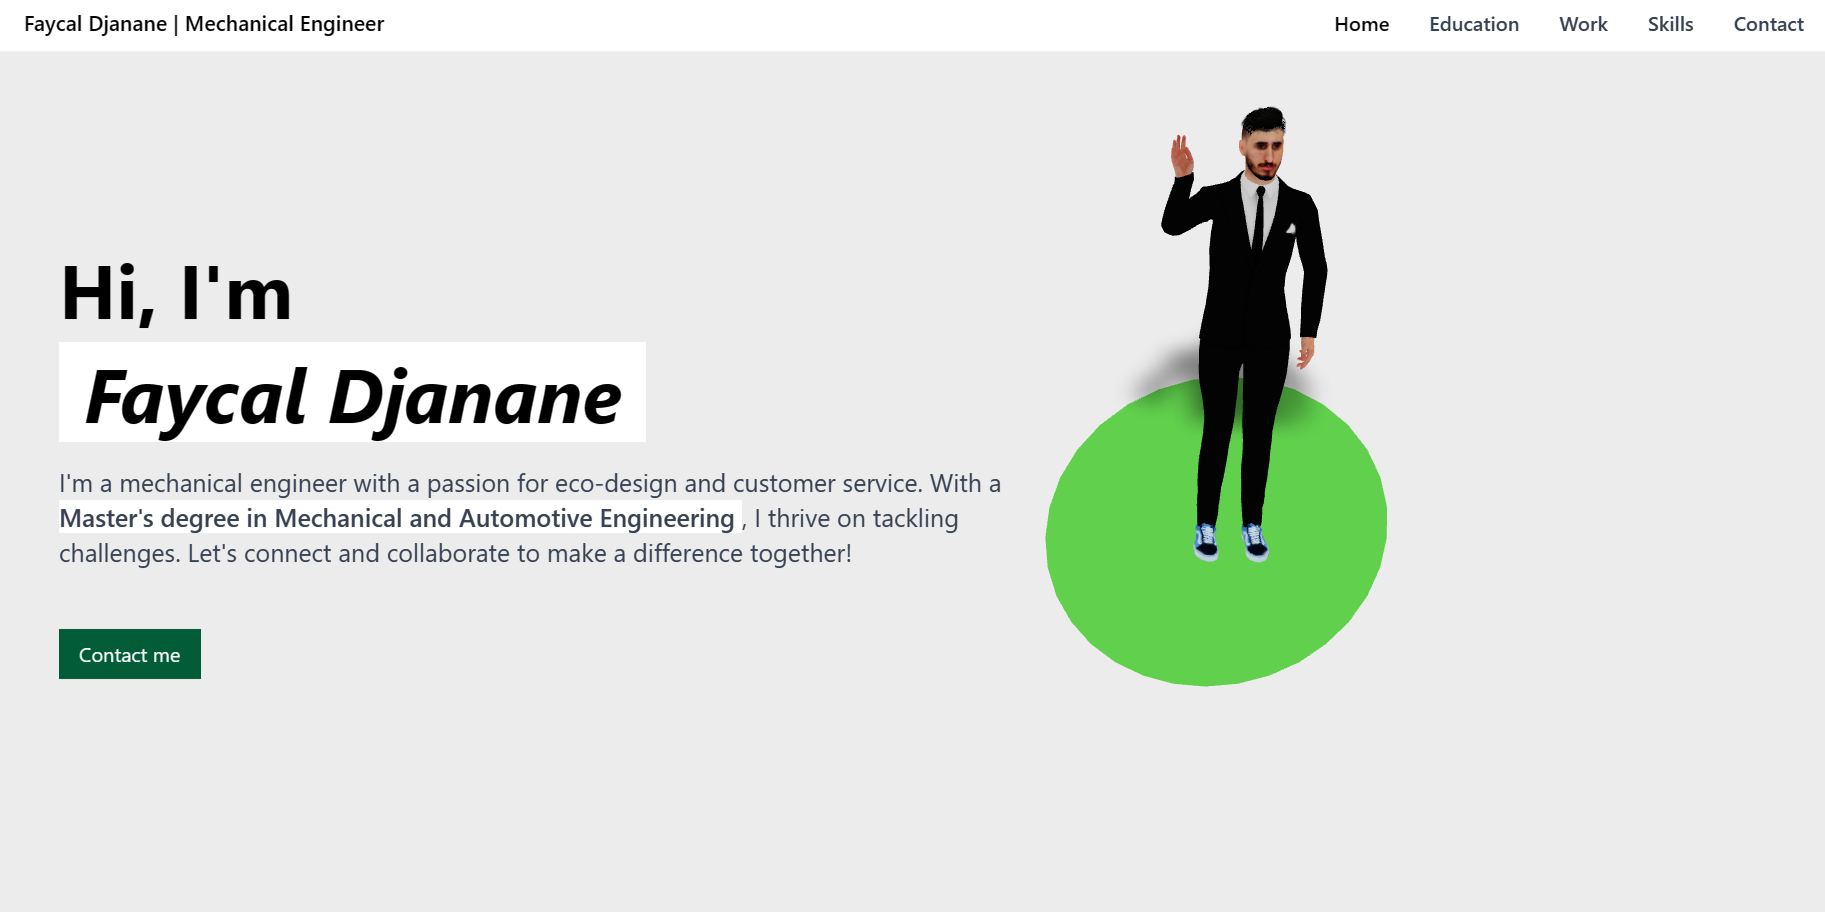 Faycal Djanane | Mechanical Engineer
Home Education Work Skills Contact
Hi, I'm
Faycal Djanane
I'm a mechanical engineer with a passion for eco-design and customer service. With a
Master's degree in Mechanical and Automotive Engineering , I thrive on tackling
challenges. Let's connect and collaborate to make a difference together!
Contact me